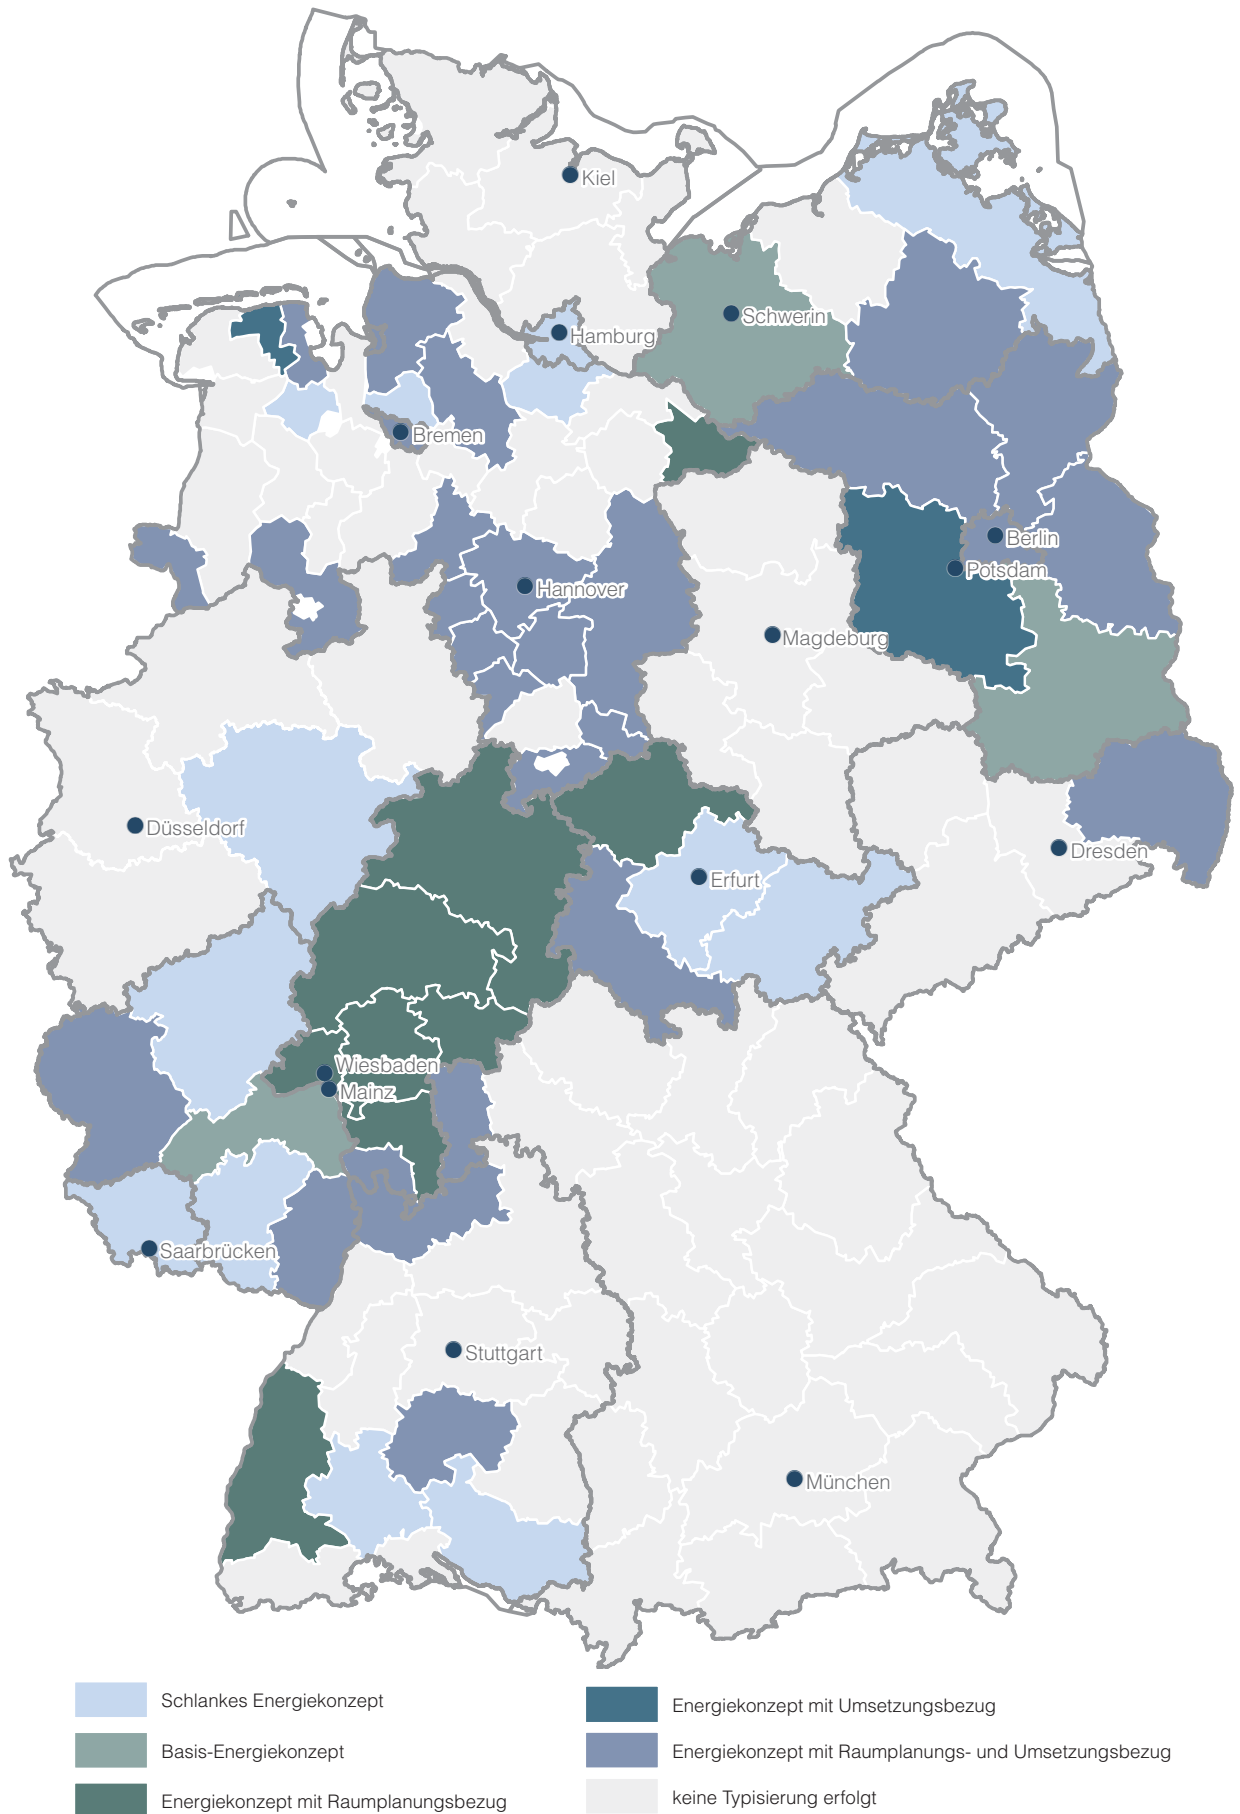 Kiel
Hamburg
Schwerin
Bremen
Berlin
Potsdam
Hannover
Magdeburg
Düsseldorf
Dresden
Erfurt
Wiesbaden
Mainz
Saarbrücken
Stuttgart
München
Schlankes Energiekonzept
Basis-Energiekonzept
Energiekonzept mit Raumplanungsbezug
Energiekonzept mit Umsetzungsbezug
Energiekonzept mit Raumplanungs- und Umsetzungsbezug
keine Typisierung erfolgt